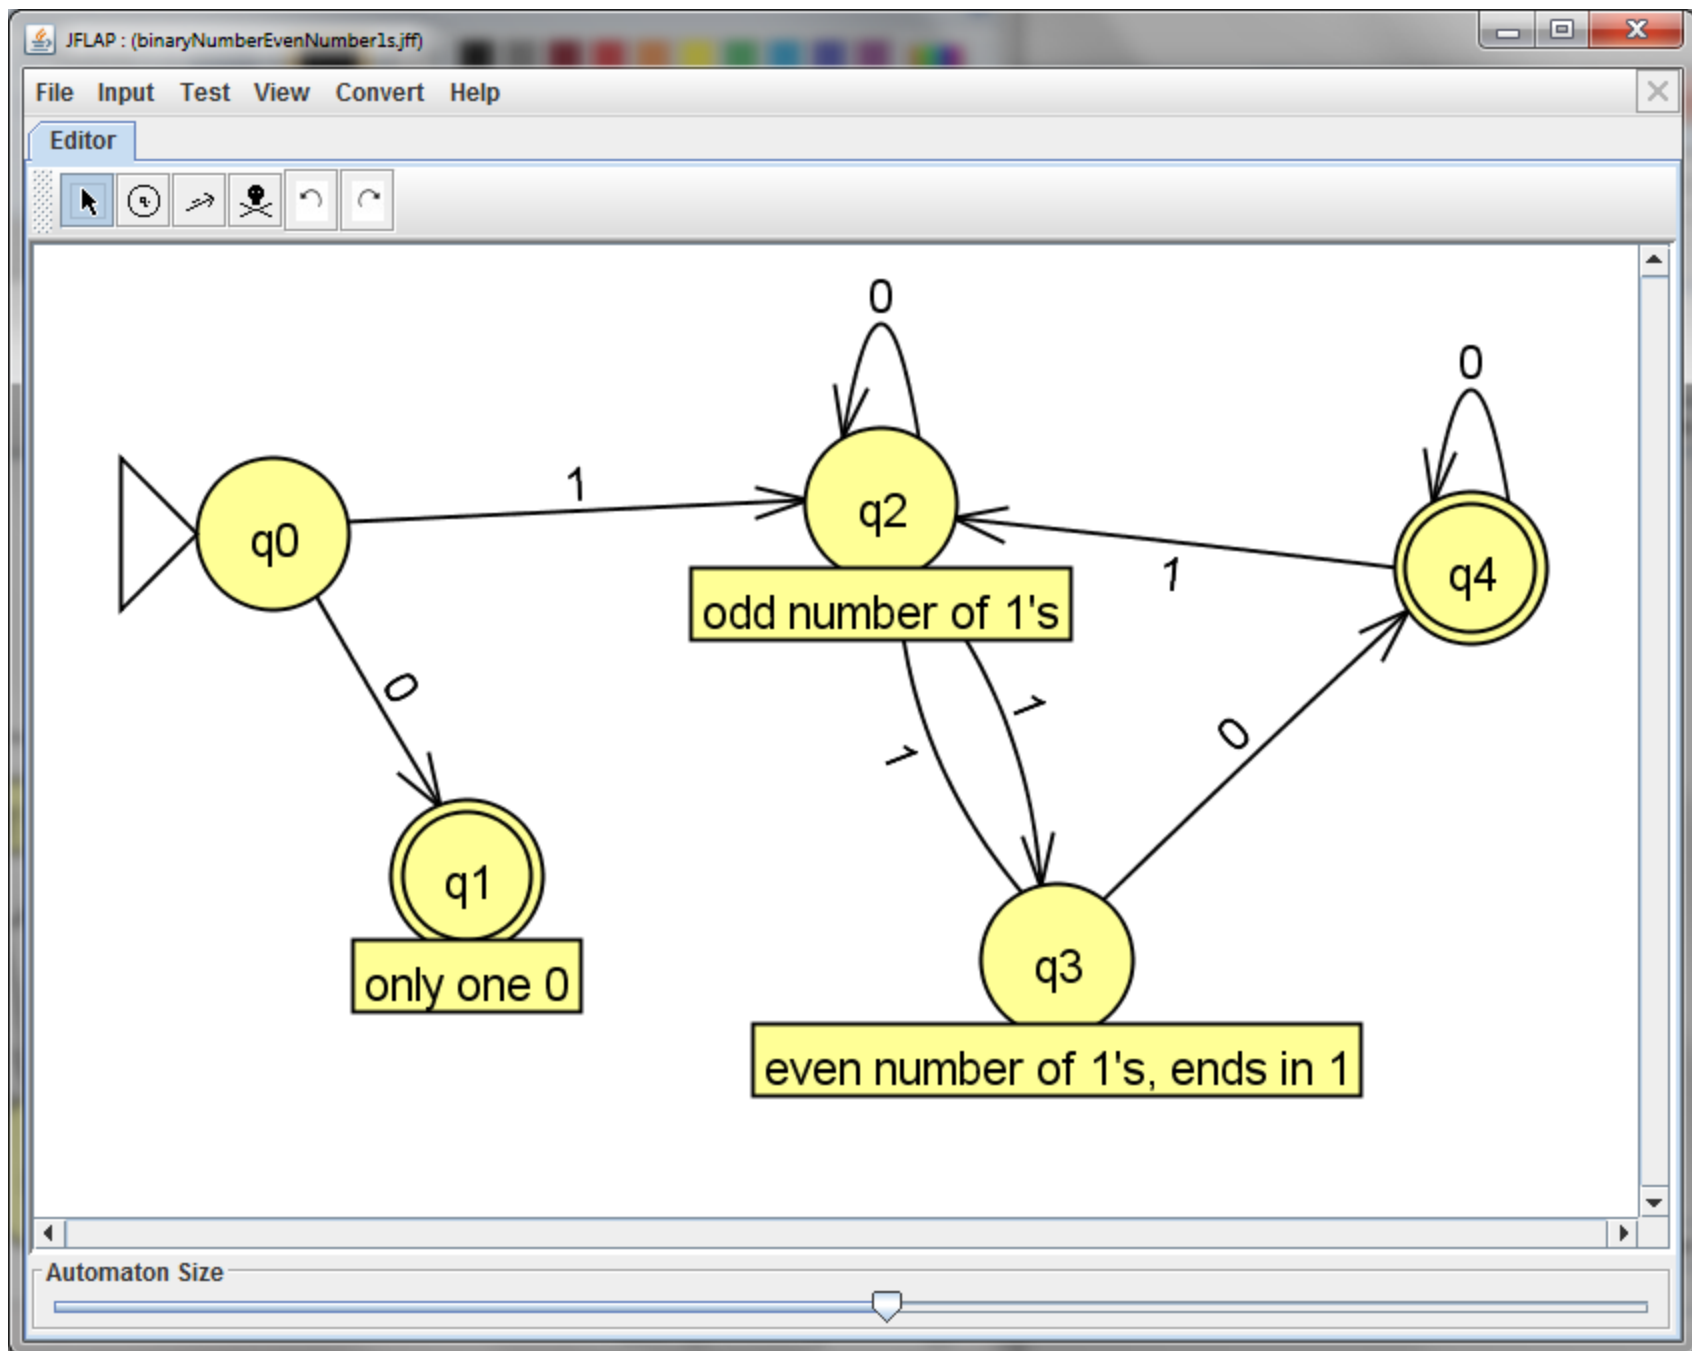 JFLAP : (binaryNumberEvenNumber1s.jff)
File Input Test View Convert Help
Editor
0
0
1
q0
q2
q4
1
odd number of 1's
0
1
1
0
q1
q3
only one 0
even number of 1's, ends in 1
Automaton Size